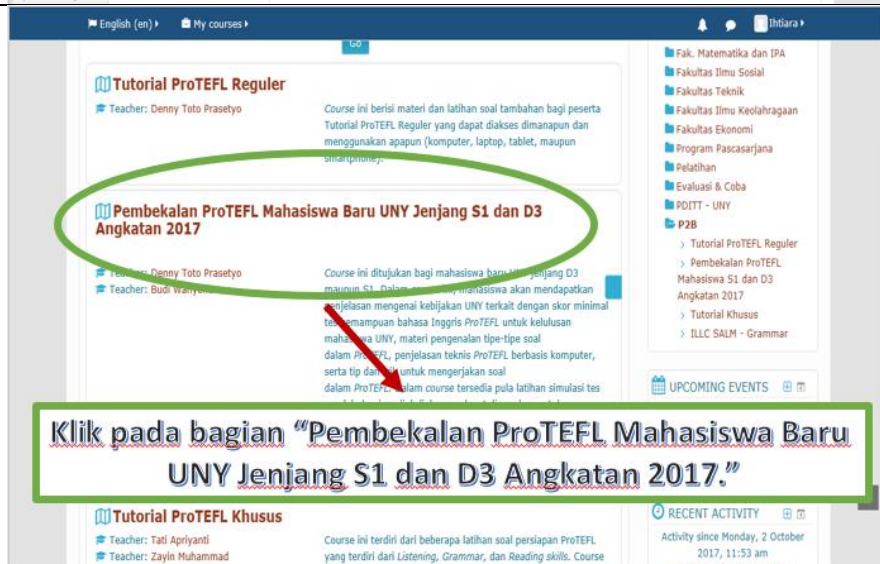 English (en)
My courses
Ihtiara
Go
Tutorial ProTEFL Reguler
Teacher: Denny Toto Prasetyo
Course ini berisi materi dan latihan soal tambahan bagi peserta
Tutorial ProTEFL Reguler yang dapat diakses dimanapun dan
menggunakan apapun (komputer, laptop, tablet, maupun
smartphone).
Pembekalan ProTEFL Mahasiswa Baru UNY Jenjang S1 dan D3
Angkatan 2017
Teacher: Denny Toto Prasetyo
Teacher: Budi
Course ini ditujukan bagi mahasiswa baru UNY jenjang D3
maupun S1. Dalam mahasiswa akan mendapatkan
penjelasan mengenai kebijakan UNY terkait dengan skor minimal
tes kemampuan bahasa Inggris ProTEFL untuk kelulusan
mahasiswa UNY, materi pengenalan tipe-tipe soal
dalam ProTEFL, penjelasan teknis ProTEFL berbasis komputer,
serta tip dan trik untuk mengerjakan soal
dalam ProTEFL. Dalam course tersedia pula latihan simulasi tes
Klik pada bagian “Pembekalan ProTEFL Mahasiswa Baru
UNY Jenjang S1 dan D3 Angkatan 2017.”
Tutorial ProTEFL Khusus
Teacher: Tati Apriyanti
Teacher: Zayin Muhammad
Course ini terdiri dari beberapa latihan soal persiapan ProTEFL
yang terdiri dari Listening, Grammar, dan Reading skills. Course
Fak. Matematika dan IPA
Fakultas Ilmu Sosial
Fakultas Teknik
Fakultas Ilmu Keolahragaan
Fakultas Ekonomi
Program Pascasarjana
Pelatihan
Evaluasi & Coba
PDITT - UNY
P2B
Tutorial ProTEFL Reguler
Pembekalan ProTEFL
Mahasiswa S1 dan D3
Angkatan 2017
Tutorial Khusus
ILLC SALM - Grammar
UPCOMING EVENTS
RECENT ACTIVITY
Activity since Monday, 2 October
2017, 11:53 am